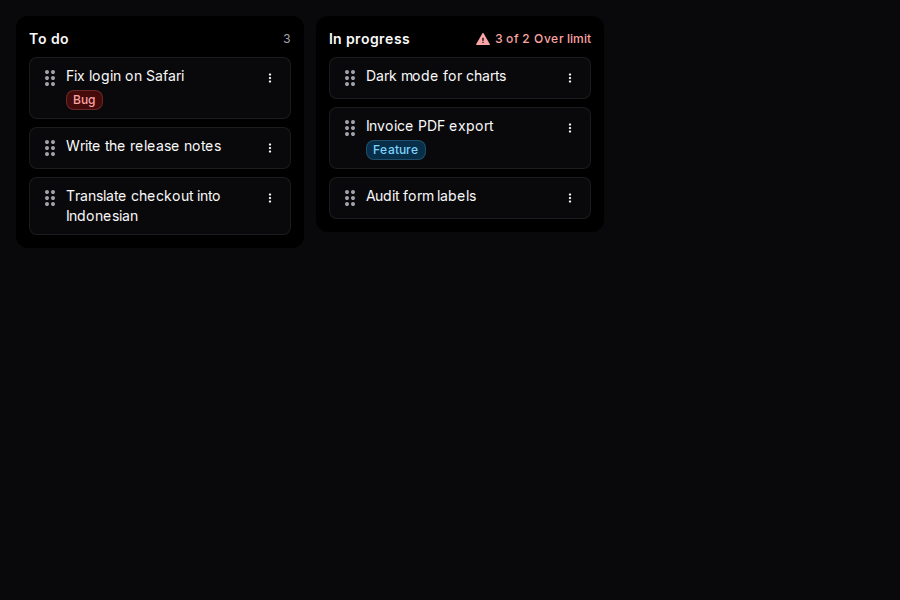 To do
3
Fix login on Safari
Bug
Write the release notes
Translate checkout into
Indonesian
In progress
3 of 2 Over limit
Dark mode for charts
Invoice PDF export
Feature
Audit form labels